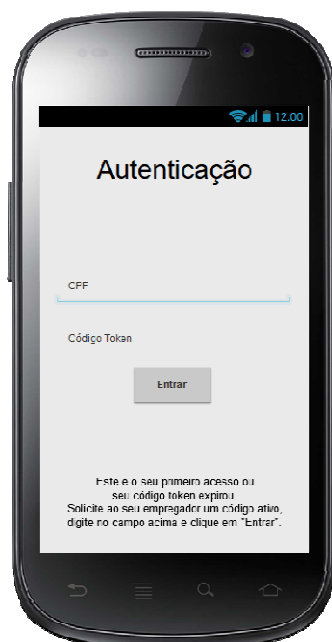 12:00
Autenticação
CPF
Código Token
Entrar
Este e o seu primeiro acesso ou
seu código token expirou
Solicite ao seu empregador um código ativo,
digite no campo acima e clique em "Entrar".